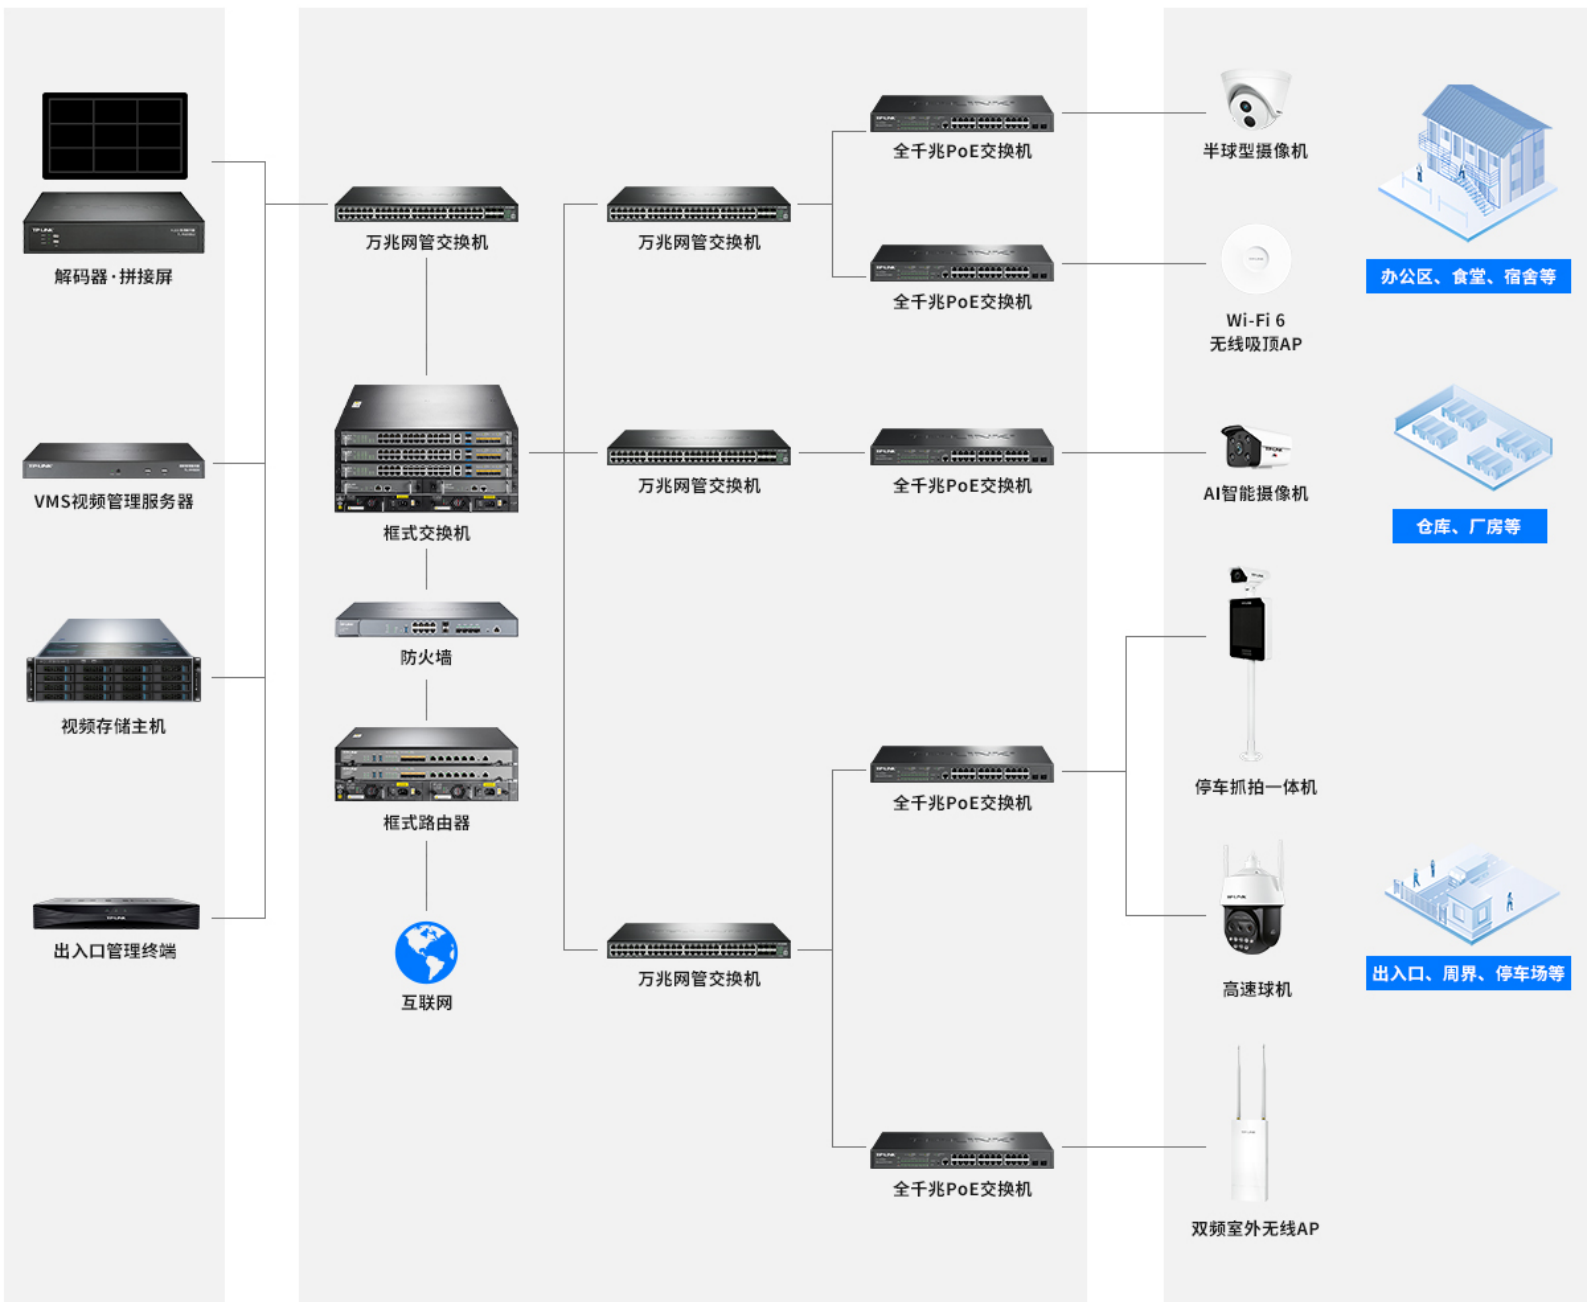 解码器·拼接屏
VMS视频管理服务器
视频存储主机
出入口管理终端
万兆网管交换机
框式交换机
防火墙
框式路由器
互联网
万兆网管交换机
万兆网管交换机
万兆网管交换机
全千兆PoE交换机
全千兆PoE交换机
全千兆PoE交换机
全千兆PoE交换机
全千兆PoE交换机
半球型摄像机
Wi-Fi 6
无线吸顶AP
AI智能摄像机
停车抓拍一体机
高速球机
双频室外无线AP
办公区、食堂、宿舍等
仓库、厂房等
出入口、周界、停车场等